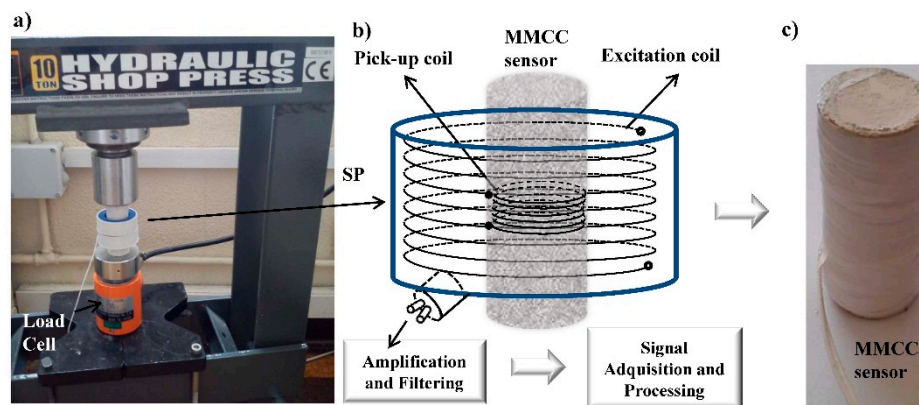 a)
10
TON
HYDRAULIC
SHOP PRESS
CE
Load
Cell
SP
b)
Pick-up coil
MMCC
sensor
Excitation coil
Amplification
and Filtering
Signal
Adquisition and
Processing
c)
MMCC
sensor